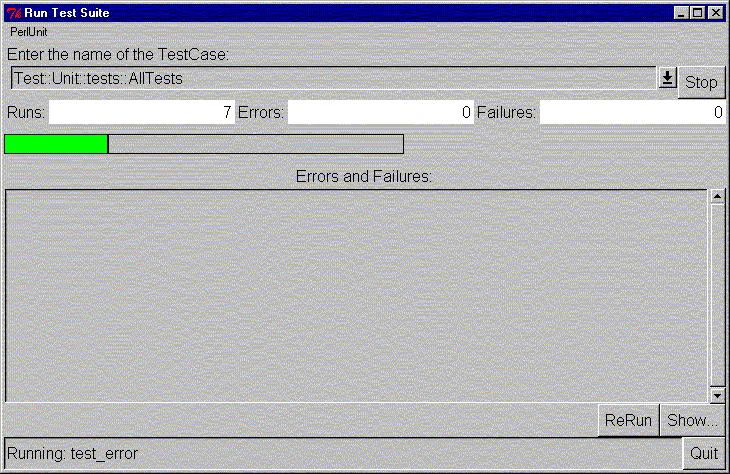 Run Test Suite
PerlUnit
Enter the name of the TestCase:
Test::Unit::tests::AllTests
Stop
Runs: 7 Errors: 0 Failures: 0
Errors and Failures:
ReRun Show...
Running: test_error
Quit